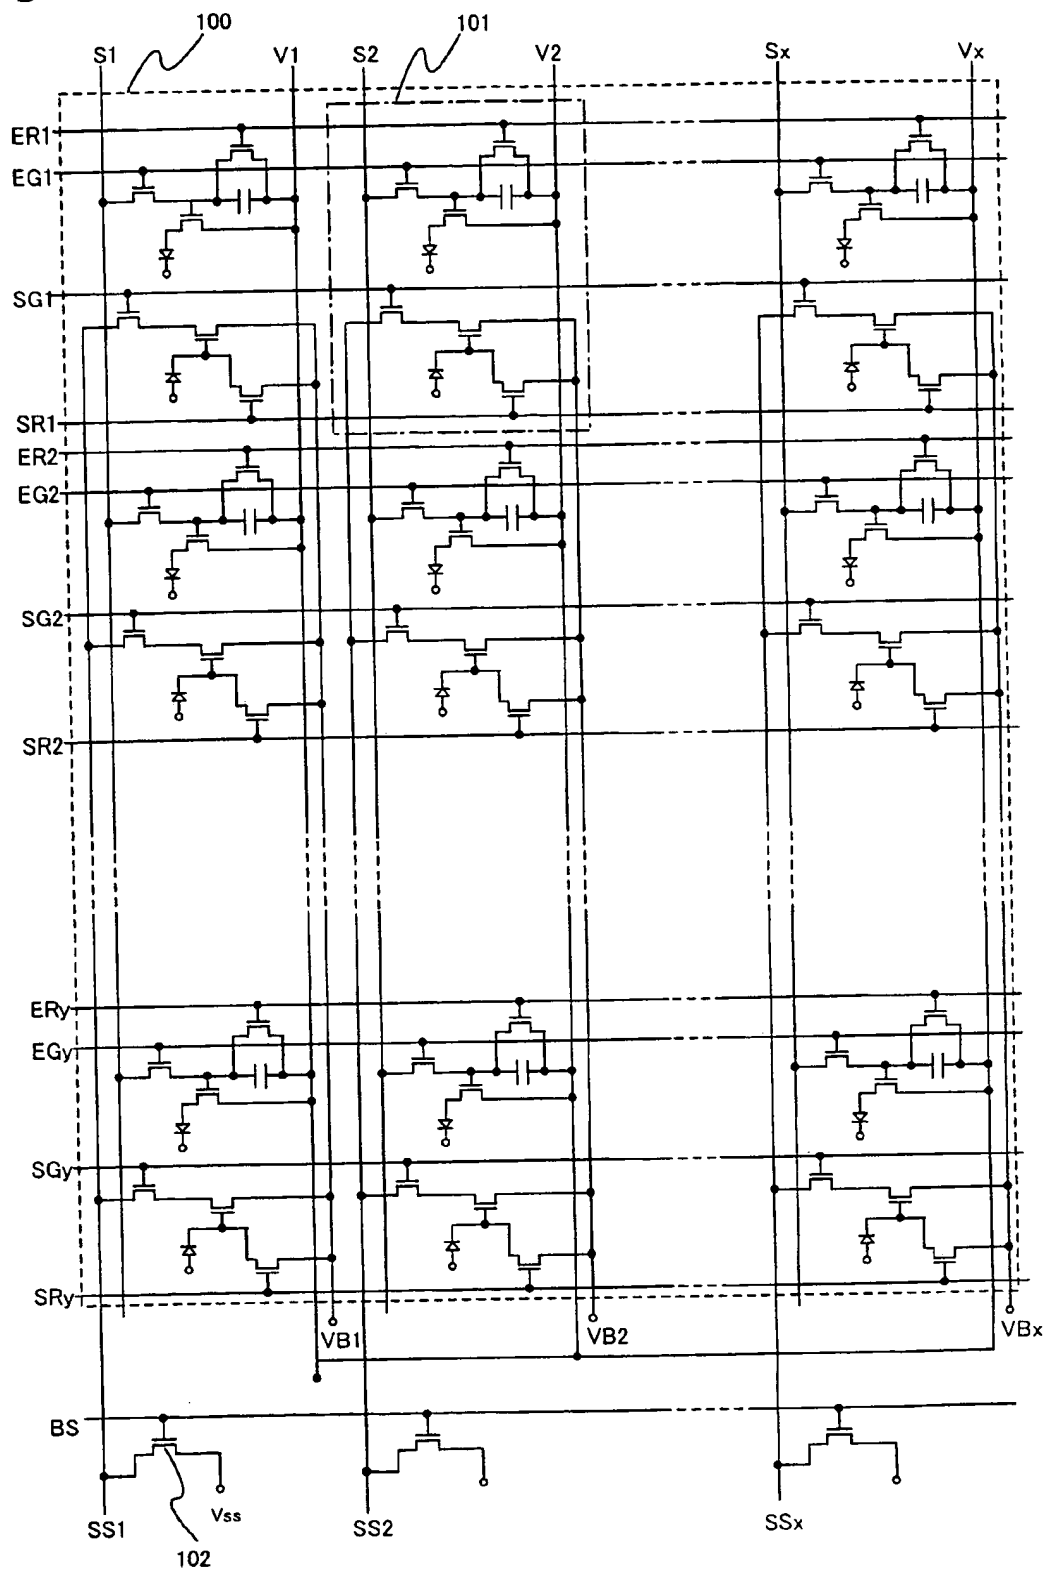 100
101
S1
V1
S2
V2
Sx
Vx
ER1
EG1
SG1
SR1
ER2
EG2
SG2
SR2
ERy
EGy
SGy
SRy
VB1
VB2
VBx
BS
Vss
SS1
SS2
SSx
102